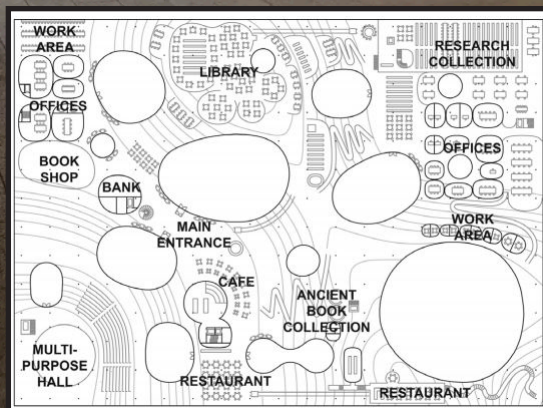 WORK
AREA
LIBRARY
RESEARCH
COLLECTION
OFFICES
OFFICES
BOOK
SHOP
BANK
MAIN
ENTRANCE
WORK
AREA
CAFE
ANCIENT
BOOK
COLLECTION
MULTI-
PURPOSE
HALL
RESTAURANT
RESTAURANT